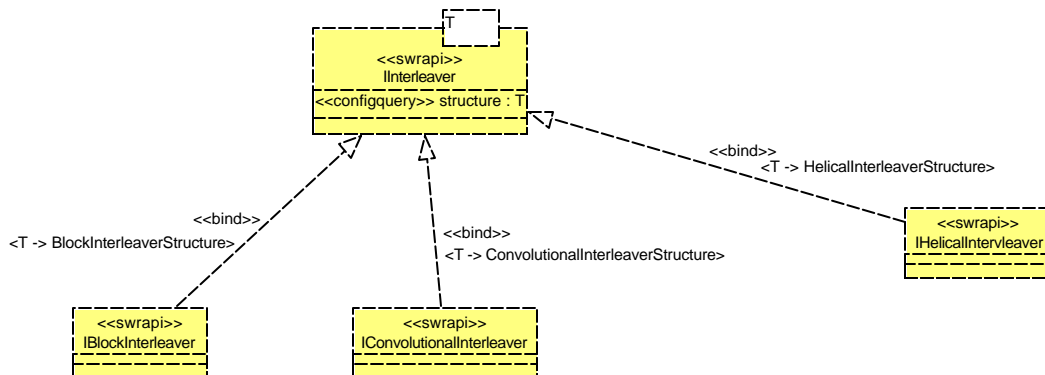 T
<<swrapi>>
IInterleaver
<<configquery>> structure : T
<<bind>>
<T -> HelicalInterleaverStructure>
<<bind>>
<T -> BlockInterleaverStructure>
<<bind>>
<T -> ConvolutionalInterleaverStructure>
<<swrapi>>
IHelicalIntervleaver
<<swrapi>>
IBlockInterleaver
<<swrapi>>
IConvolutionalInterleaver